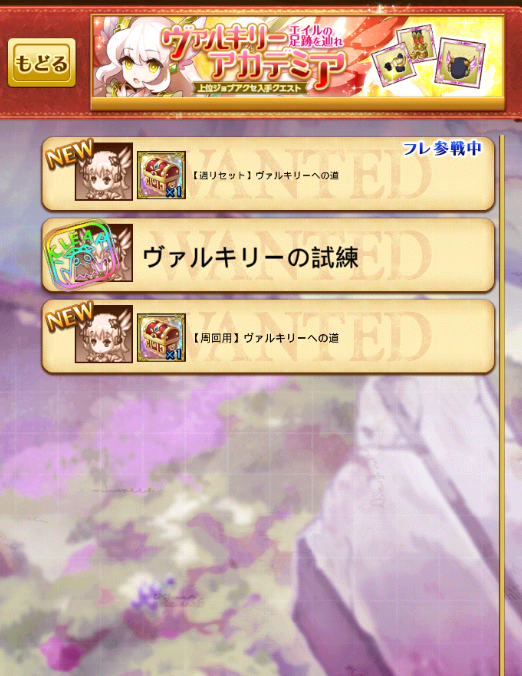 もどる
ヴァルキリー
エイルの
足跡を辿れ
アカデミア
上位ジョブアクセ入手クエスト
フレ参戦中
NEW
WANTED
×1
【週リセット】ヴァルキリーへの道
CLEA
WANTED
ヴァルキリーの試練
NEW
WANTED
×1
【周回用】ヴァルキリーへの道